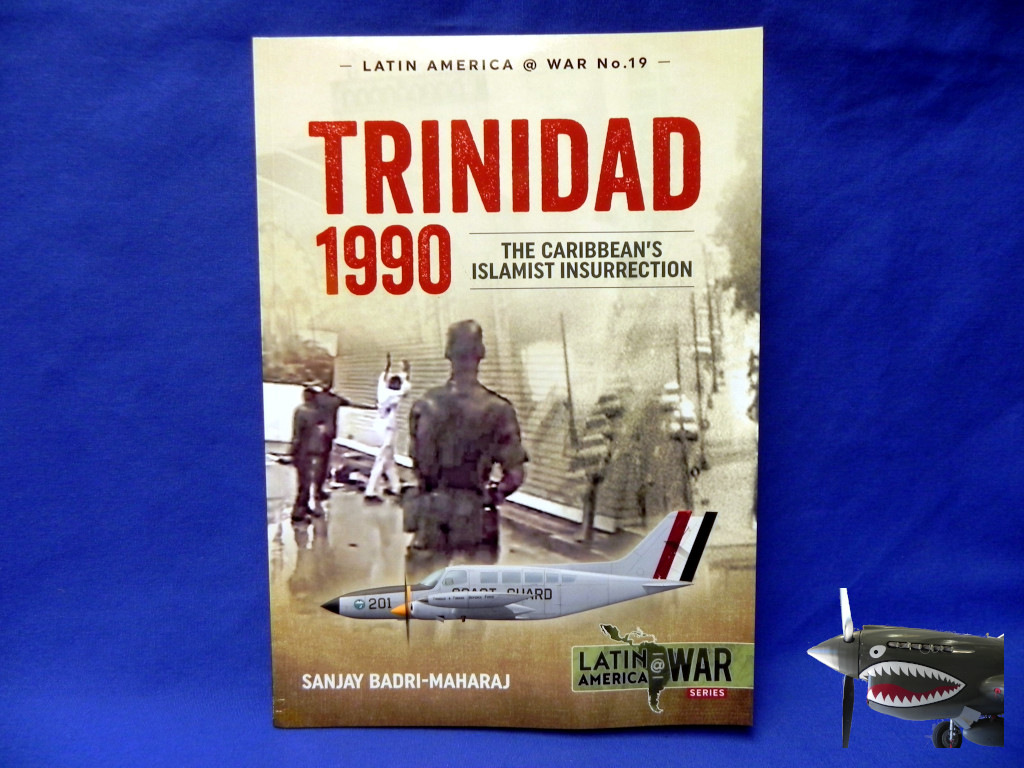 – LATIN AMERICA @ WAR No.19 –
TRINIDAD
1990
THE CARIBBEAN'S
ISLAMIST INSURRECTION
201
COAST GUARD
SANJAY BADRI-MAHARAJ
LATIN
AMERICA
@
WAR
SERIES